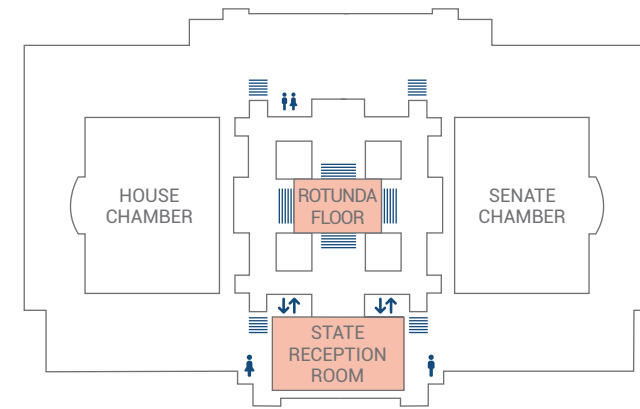 HOUSE
CHAMBER
ROTUNDA
FLOOR
SENATE
CHAMBER
STATE
RECEPTION
ROOM